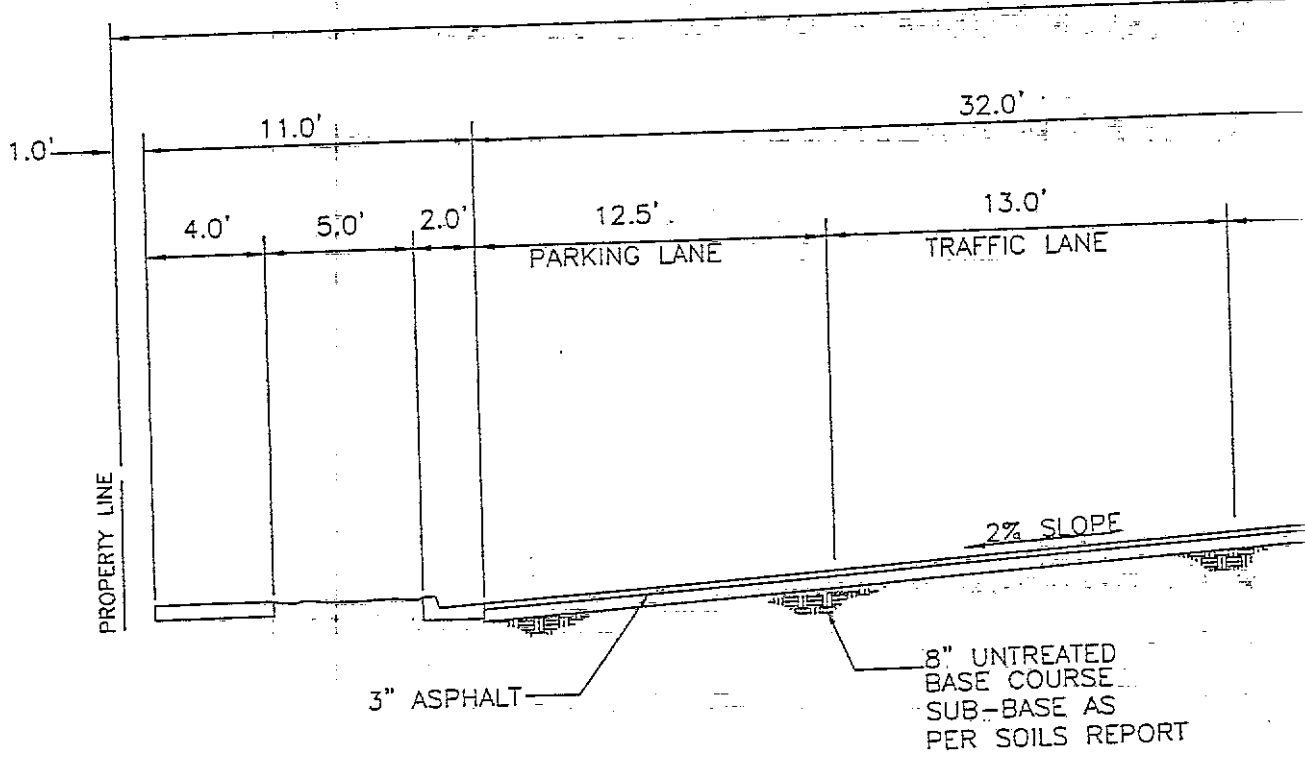 32.0'
11.0'
1.0'
4.0' 5.0' 2.0' 12.5' 13.0'
PARKING LANE TRAFFIC LANE
PROPERTY LINE
2% SLOPE
3" ASPHALT
8" UNTREATED
BASE COURSE
SUB-BASE AS
PER SOILS REPORT